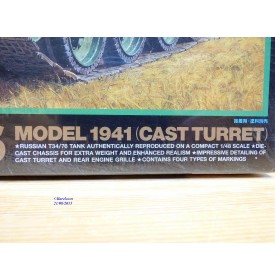 MODEL 1941 (CAST TURRET)
★RUSSIAN T34/76 TANK AUTHENTICALLY REPRODUCED ON A COMPACT 1/48 SCALE ★DIE-
CAST CHASSIS FOR EXTRA WEIGHT AND ENHANCED REALISM ★IMPRESSIVE DETAILING OF
CAST TURRET AND REAR ENGINE GRILLE ★CONTAINS FOUR TYPES OF MARKINGS